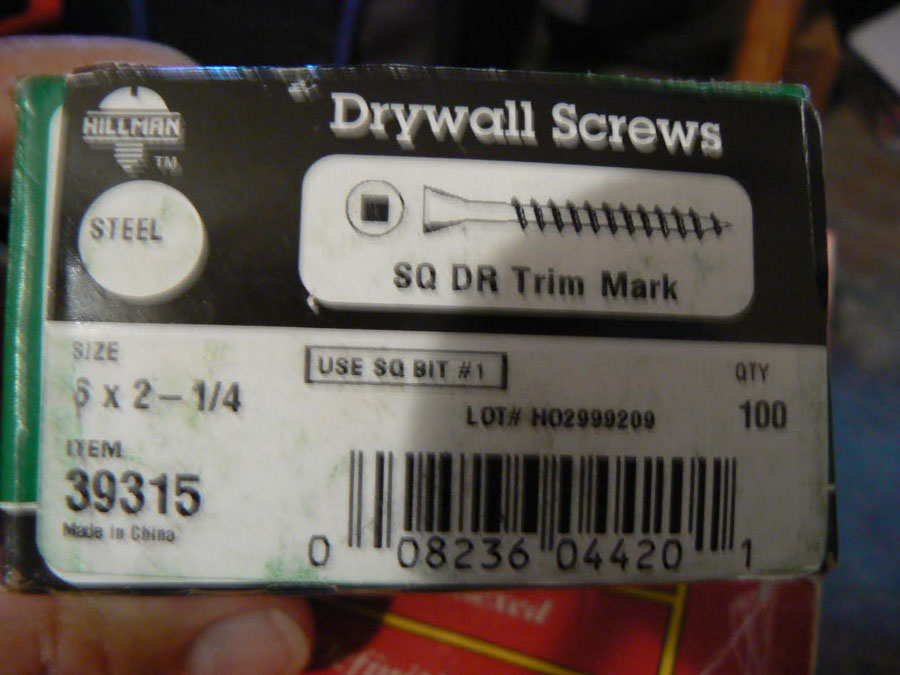 HILLMAN
TM
Drywall Screws
STEEL
SQ DR Trim Mark
SIZE
6 x 2 - 1/4
USE SQ BIT #1
QTY
100
LOT# HO2999209
ITEM
39315
Made in China
0 08236 04420 1